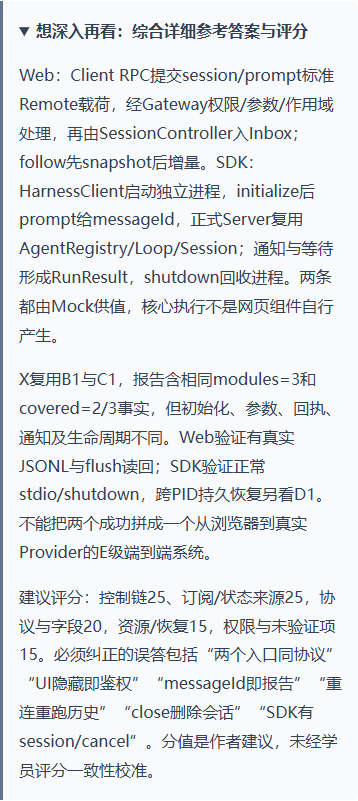 ▼ 想深入再看：综合详细参考答案与评分
Web：Client RPC提交session/prompt标准
Remote载荷，经Gateway权限/参数/作用域
处理，再由SessionController入Inbox；
follow先snapshot后增量。SDK：
HarnessClient启动独立进程，initialize后
prompt给messageId，正式Server复用
AgentRegistry/Loop/Session；通知与等待
形成RunResult，shutdown回收进程。两条
都由Mock供值，核心执行不是网页组件自行
产生。
X复用B1与C1，报告含相同modules=3和
covered=2/3事实，但初始化、参数、回执、
通知及生命周期不同。Web验证有真实
JSONL与flush读回；SDK验证正常
stdio/shutdown，跨PID持久恢复另看D1。
不能把两个成功拼成一个从浏览器到真实
Provider的E级端到端系统。
建议评分：控制链25、订阅/状态来源25，协
议与字段20，资源/恢复15，权限与未验证项
15。必须纠正的误答包括“两个入口同协议”
“UI隐藏即鉴权”“messageId即报告”“重
连重跑历史”“close删除会话”“SDK有
session/cancel”。分值是作者建议，未经学
员评分一致性校准。